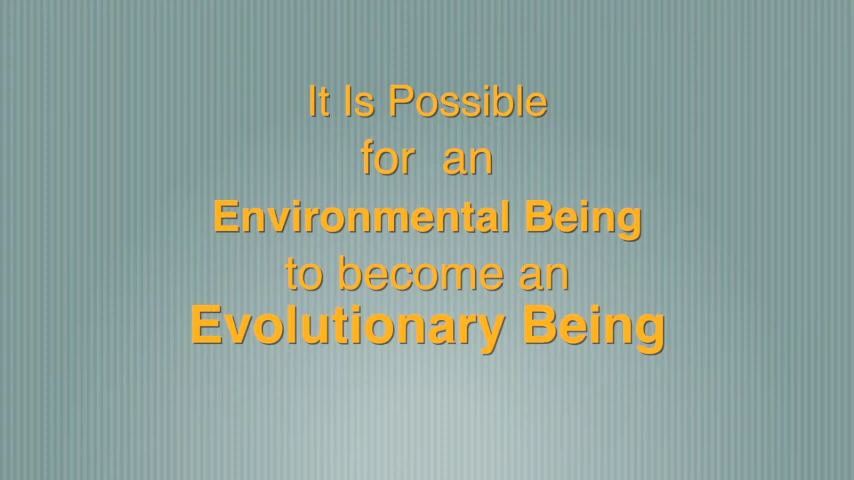 It Is Possible
for an
Environmental Being
to become an
Evolutionary Being